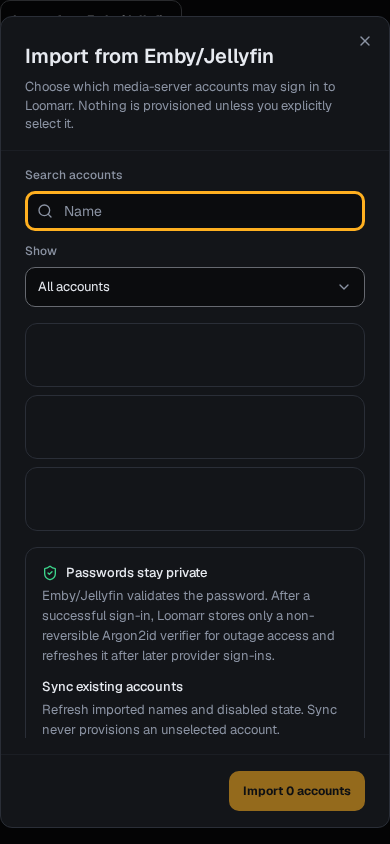 Import from Emby/Jellyfin
Choose which media-server accounts may sign in to
Loomarr. Nothing is provisioned unless you explicitly
select it.
Search accounts
Name
Show
All accounts
Passwords stay private
Emby/Jellyfin validates the password. After a
successful sign-in, Loomarr stores only a non-
reversible Argon2id verifier for outage access and
refreshes it after later provider sign-ins.
Sync existing accounts
Refresh imported names and disabled state. Sync
never provisions an unselected account.
Import 0 accounts